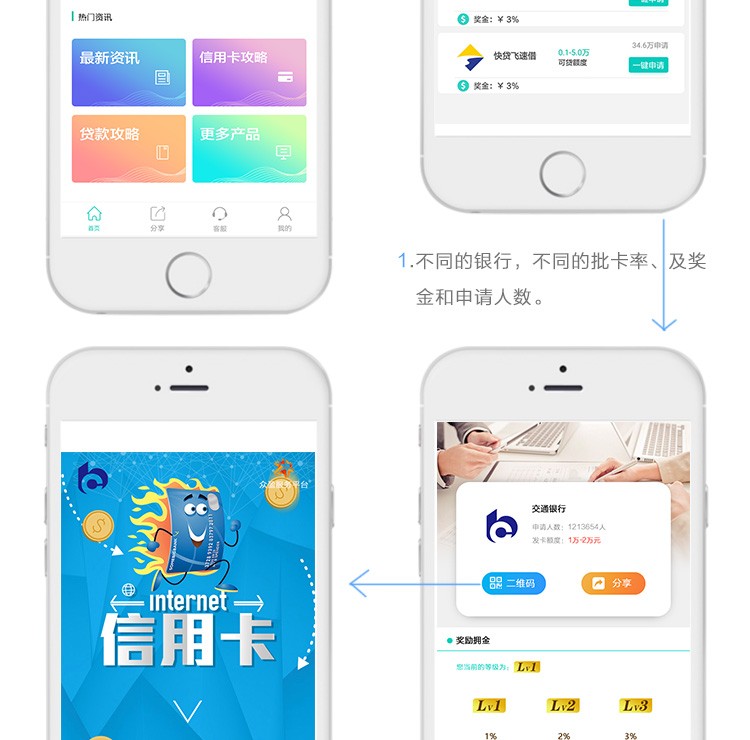 热门资讯
最新资讯
信用卡攻略
贷款攻略
更多产品
首页
分享
客服
我的
一键申请
$ 奖金：¥ 3%
快贷飞速借
0.1-5.0万
可贷额度
34.6万申请
一键申请
$ 奖金：¥ 3%
1.不同的银行，不同的批卡率、及奖
金和申请人数。
众盈服务平台
internet
信用卡
交通银行
申请人数：1213654人
发卡额度：1万-2万元
二维码
分享
奖励拥金
您当前的等级为：Lv1
Lv1
Lv2
Lv3
1%
2%
3%